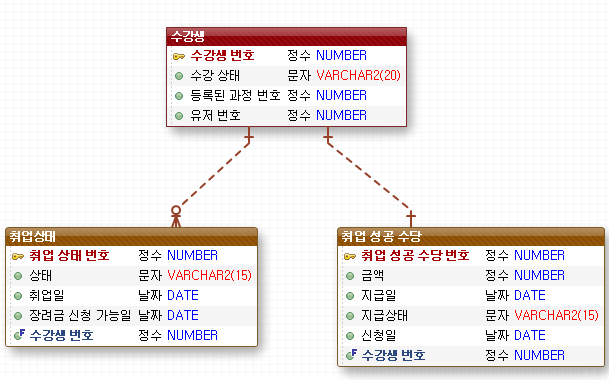 수강생
수강생 번호 정수 NUMBER
수강 상태 문자 VARCHAR2(20)
등록된 과정 번호 정수 NUMBER
유저 번호 정수 NUMBER
취업상태
취업 상태 번호 정수 NUMBER
상태 문자 VARCHAR2(15)
취업일 날짜 DATE
장려금 신청 가능일 날짜 DATE
F 수강생 번호 정수 NUMBER
취업 성공 수당
취업 성공 수당 번호 정수 NUMBER
금액 정수 NUMBER
지급일 날짜 DATE
지급상태 문자 VARCHAR2(15)
신청일 날짜 DATE
F 수강생 번호 정수 NUMBER